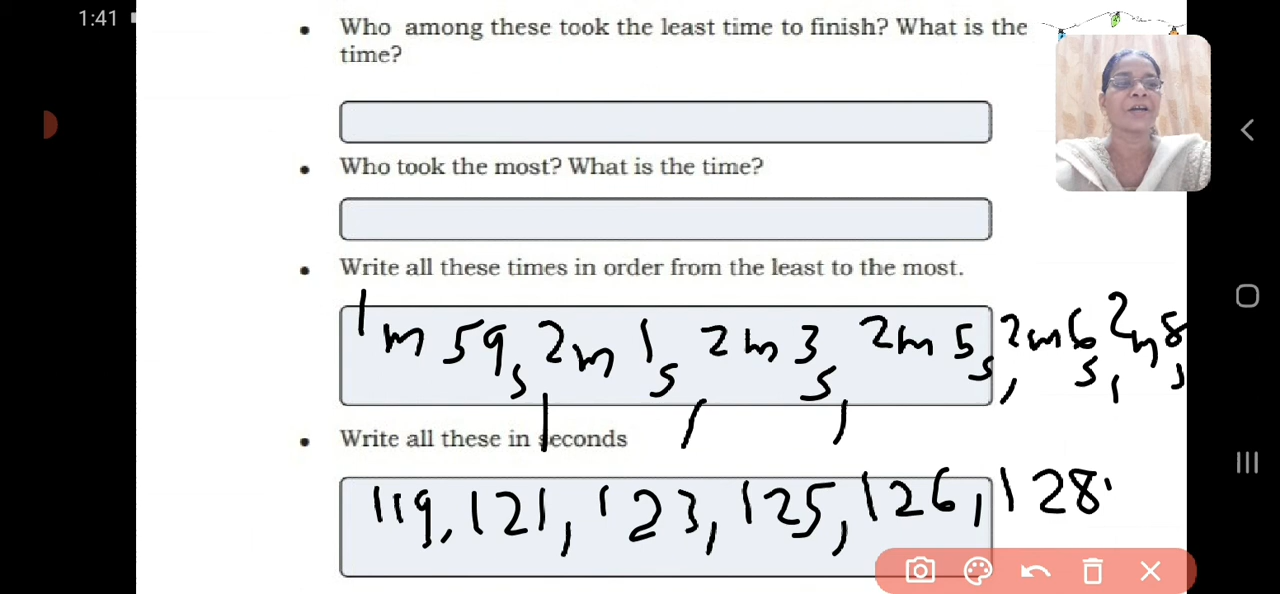 1:41
• Who among these took the least time to finish? What is the
time?
• Who took the most? What is the time?
• Write all these times in order from the least to the most.
1m 59s, 2m 1s, 2m 3s, 2m 5s, 2m 6s, 2m 8s
• Write all these in seconds
119, 121, 123, 125, 126, 128.